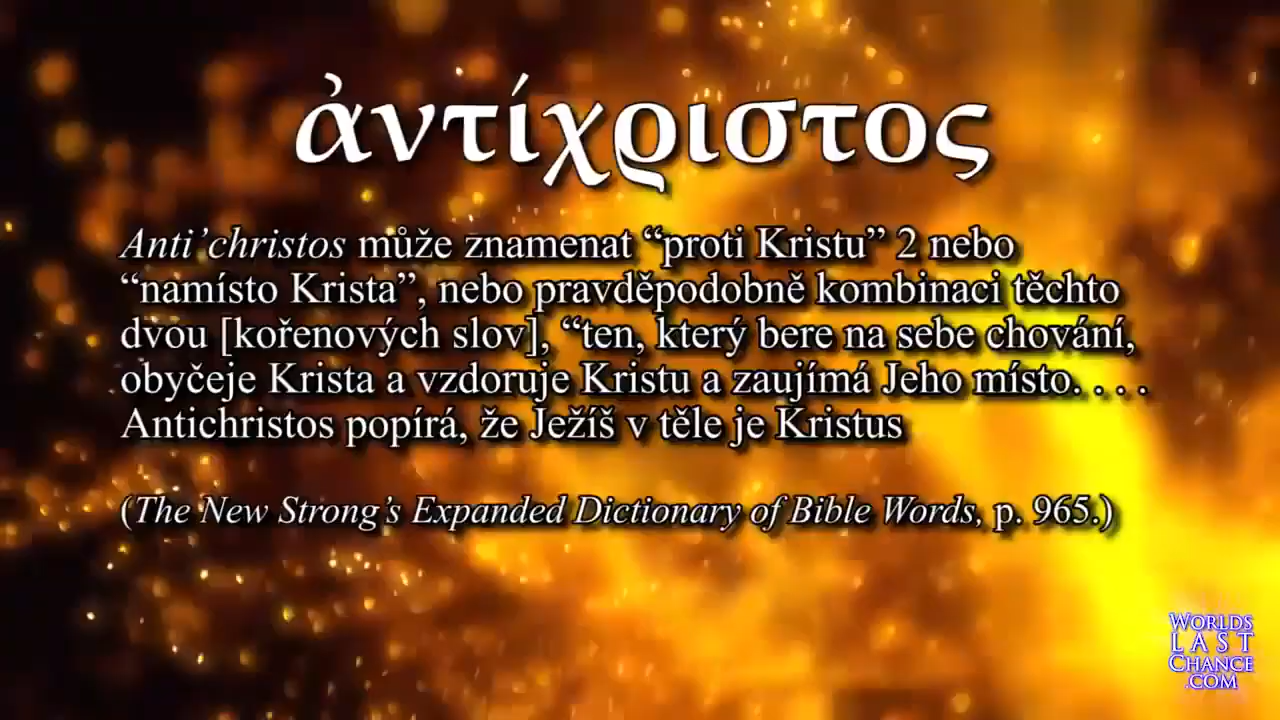 ἀντίχριστος
Anti’christos může znamenat “proti Kristu” 2 nebo
“namísto Krista”, nebo pravděpodobně kombinaci těchto
dvou [kořenových slov], “ten, který bere na sebe chování,
obyčeje Krista a vzdoruje Kristu a zaujímá Jeho místo. . . .
Antichristos popírá, že Ježíš v těle je Kristus
(The New Strong’s Expanded Dictionary of Bible Words, p. 965.)
WORLDS
LAST
CHANCE
.COM